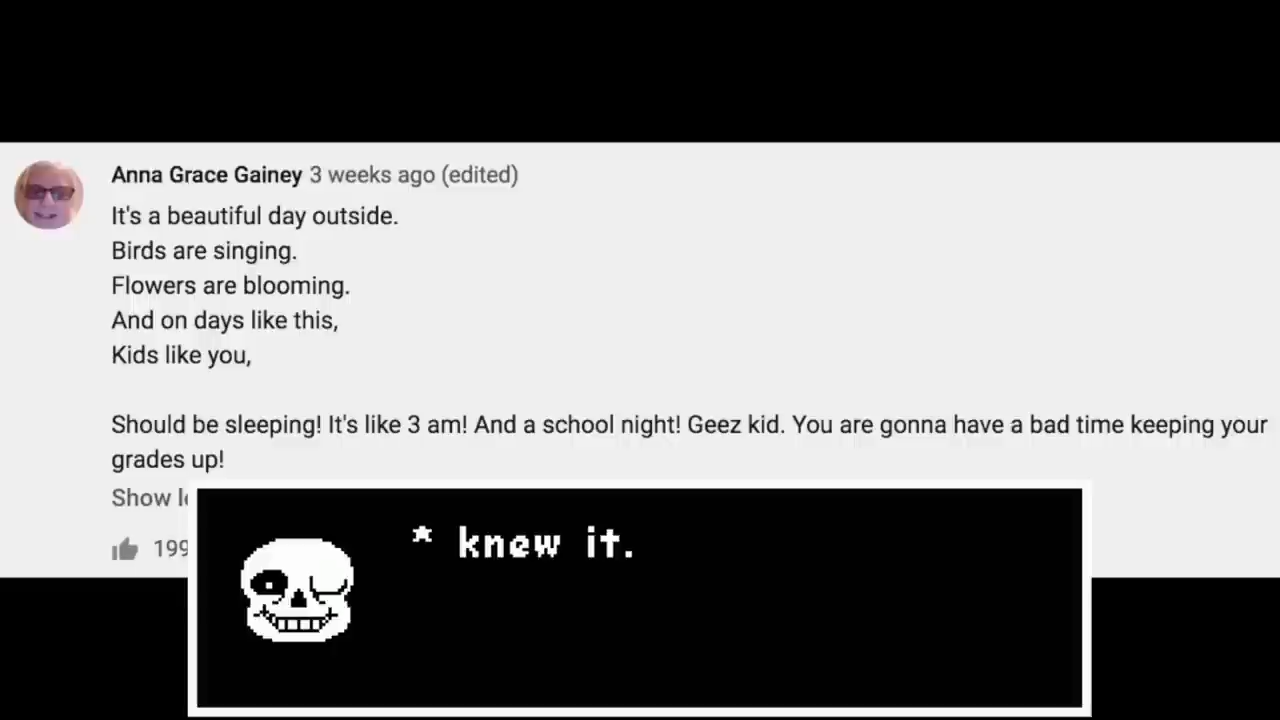 Anna Grace Gainey 3 weeks ago (edited)
It's a beautiful day outside.
Birds are singing.
Flowers are blooming.
And on days like this,
Kids like you,
Should be sleeping! It's like 3 am! And a school night! Geez kid. You are gonna have a bad time keeping your
grades up!
Show
199
* knew it.